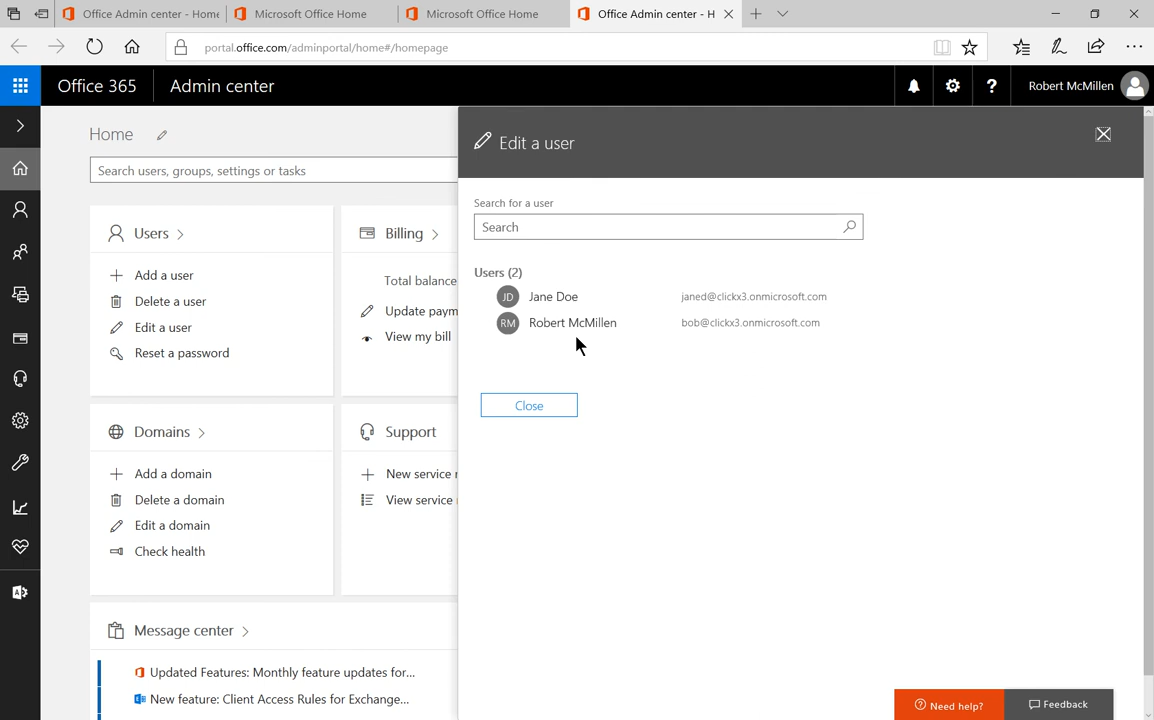 Office Admin center - Home
Microsoft Office Home
Microsoft Office Home
Office Admin center - H
portal.office.com/adminportal/home#/homepage
Office 365
Admin center
Robert McMillen
Home
Search users, groups, settings or tasks
Users
Add a user
Delete a user
Edit a user
Reset a password
Billing
Total balance
Update paym
View my bill
Domains
Add a domain
Delete a domain
Edit a domain
Check health
Support
New service r
View service
Message center
Updated Features: Monthly feature updates for...
New feature: Client Access Rules for Exchange...
Edit a user
Search for a user
Search
Users (2)
JD Jane Doe janed@clickx3.onmicrosoft.com
RM Robert McMillen bob@clickx3.onmicrosoft.com
Close
Need help?
Feedback